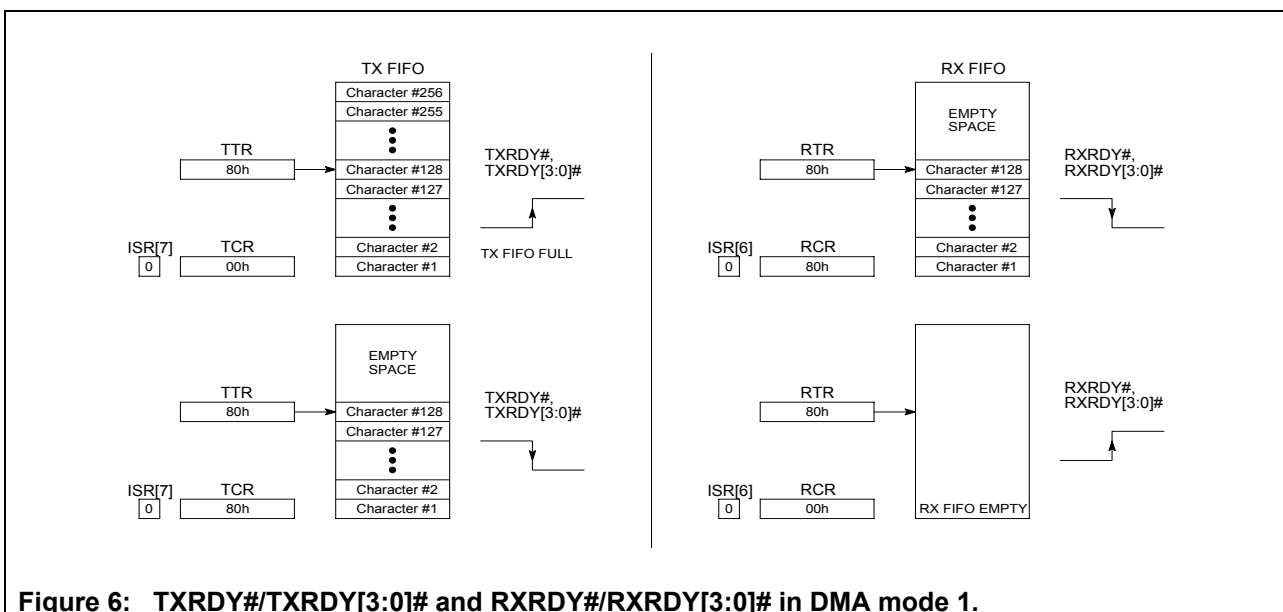 TX FIFO
Character #256
Character #255
TTR
80h
Character #128
Character #127
TXRDY#,
TXRDY[3:0]#
ISR[7]
0
TCR
00h
Character #2
Character #1
TX FIFO FULL
TTR
80h
EMPTY
SPACE
Character #128
Character #127
TXRDY#,
TXRDY[3:0]#
ISR[7]
0
TCR
80h
Character #2
Character #1
RX FIFO
EMPTY
SPACE
RTR
80h
Character #128
Character #127
RXRDY#,
RXRDY[3:0]#
ISR[6]
0
RCR
80h
Character #2
Character #1
RTR
80h
RXRDY#,
RXRDY[3:0]#
ISR[6]
0
RCR
00h
RX FIFO EMPTY
Figure 6: TXRDY#/TXRDY[3:0]# and RXRDY#/RXRDY[3:0]# in DMA mode 1.